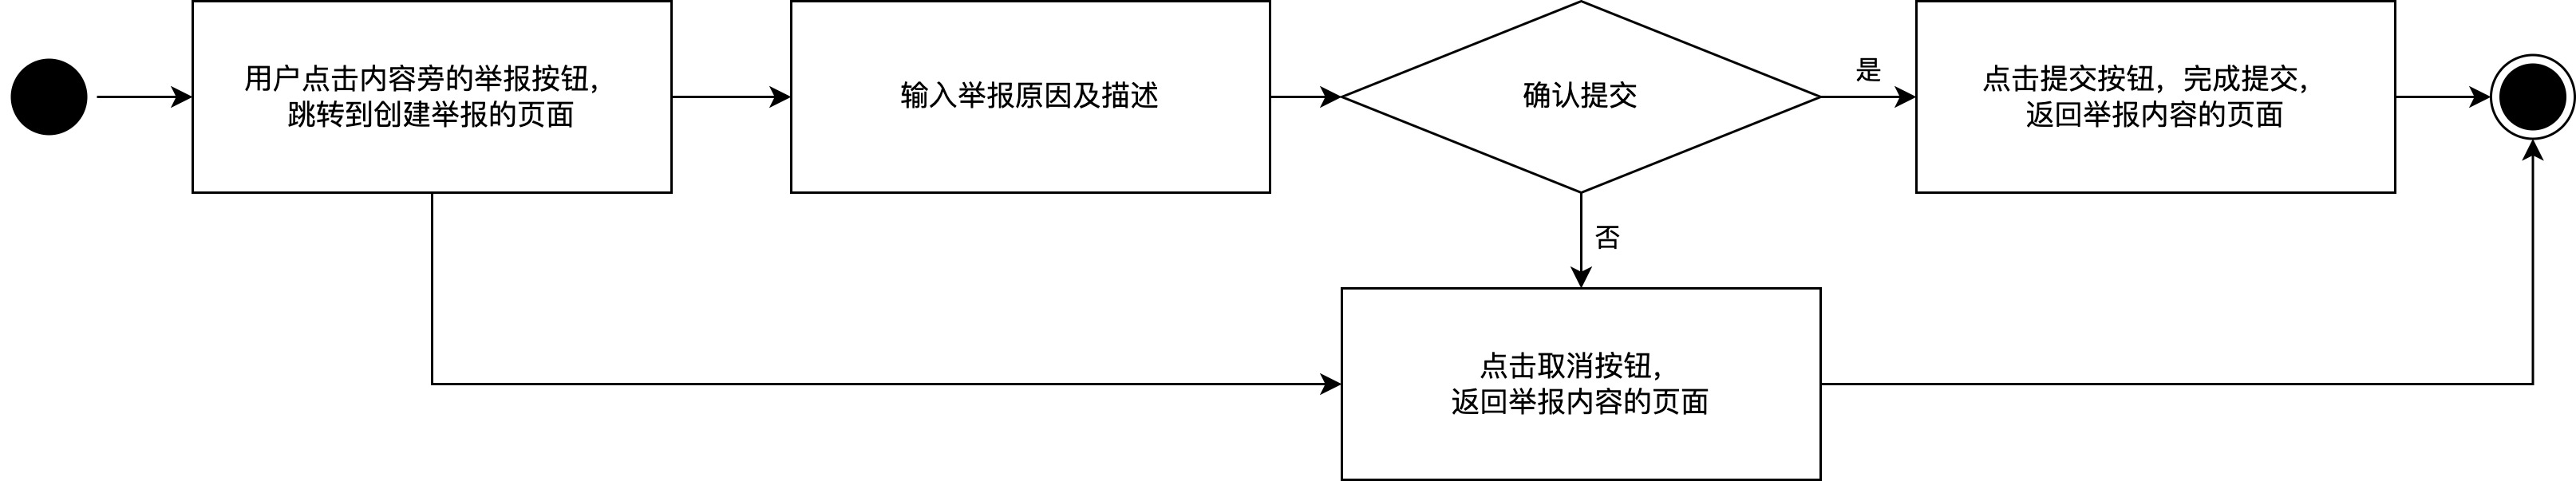 用户点击内容旁的举报按钮，
跳转到创建举报的页面
输入举报原因及描述
确认提交
是
点击提交按钮，完成提交，
返回举报内容的页面
否
点击取消按钮，
返回举报内容的页面